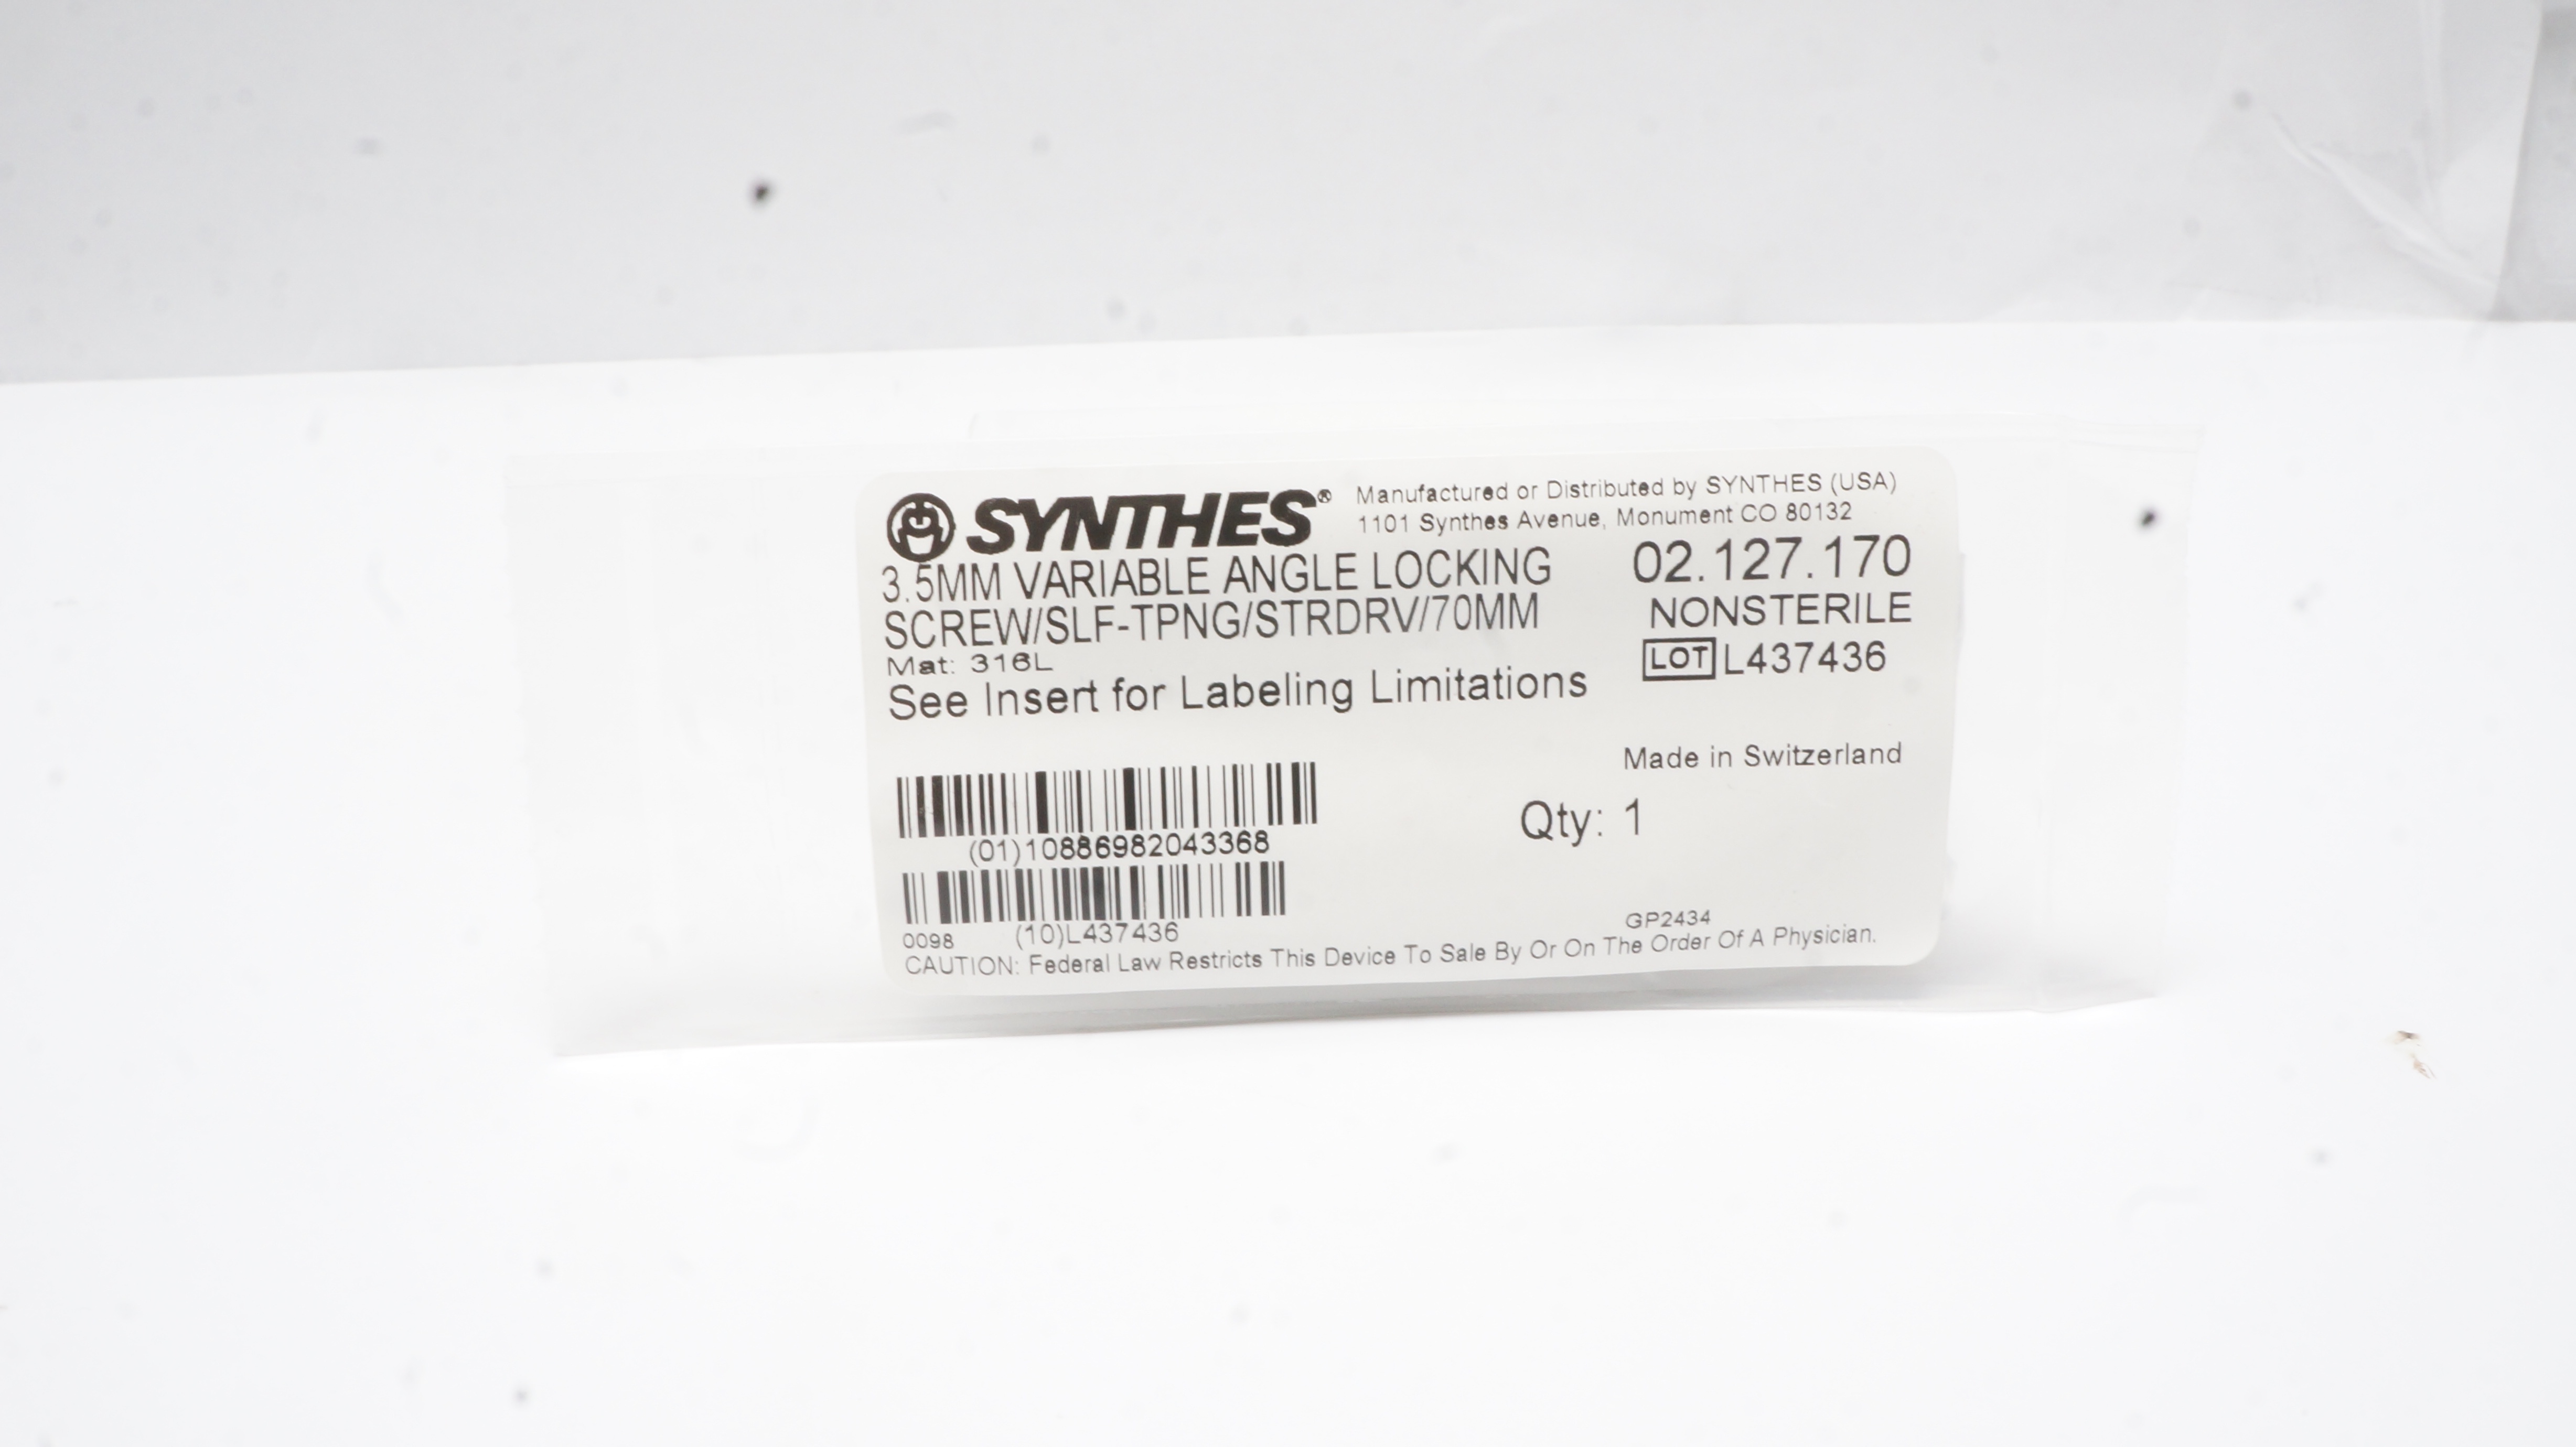 SYNTHES®
Manufactured or Distributed by SYNTHES (USA)
1101 Synthes Avenue, Monument CO 80132
3.5MM VARIABLE ANGLE LOCKING
SCREW/SLF-TPNG/STRDRV/70MM
02.127.170
NONSTERILE
LOT L437436
Mat: 316L
See Insert for Labeling Limitations
Made in Switzerland
Qty: 1
(01)10886982043368
(10)L437436
0098
GP2434
CAUTION: Federal Law Restricts This Device To Sale By Or On The Order Of A Physician.